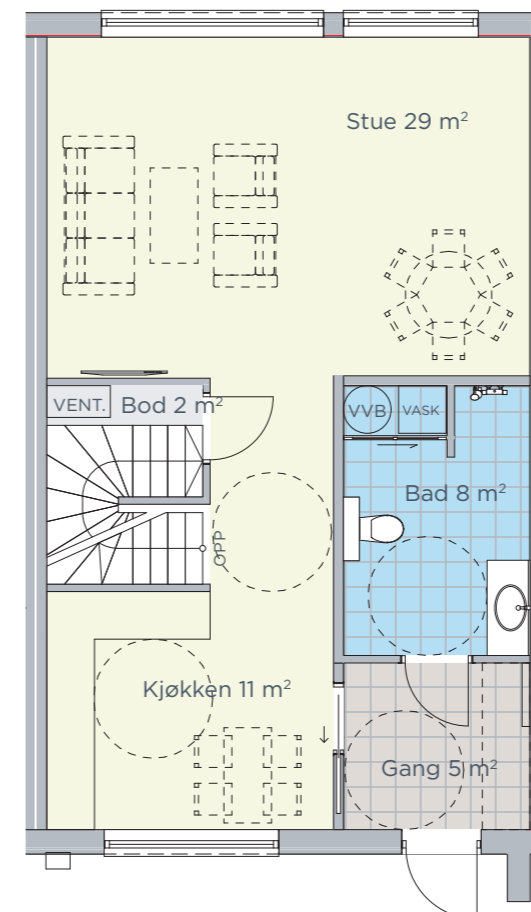 Stue 29 m²
VENT.
Bod 2 m²
VVB
VASK
Bad 8 m²
OPP
Kjøkken 11 m²
Gang 5 m²